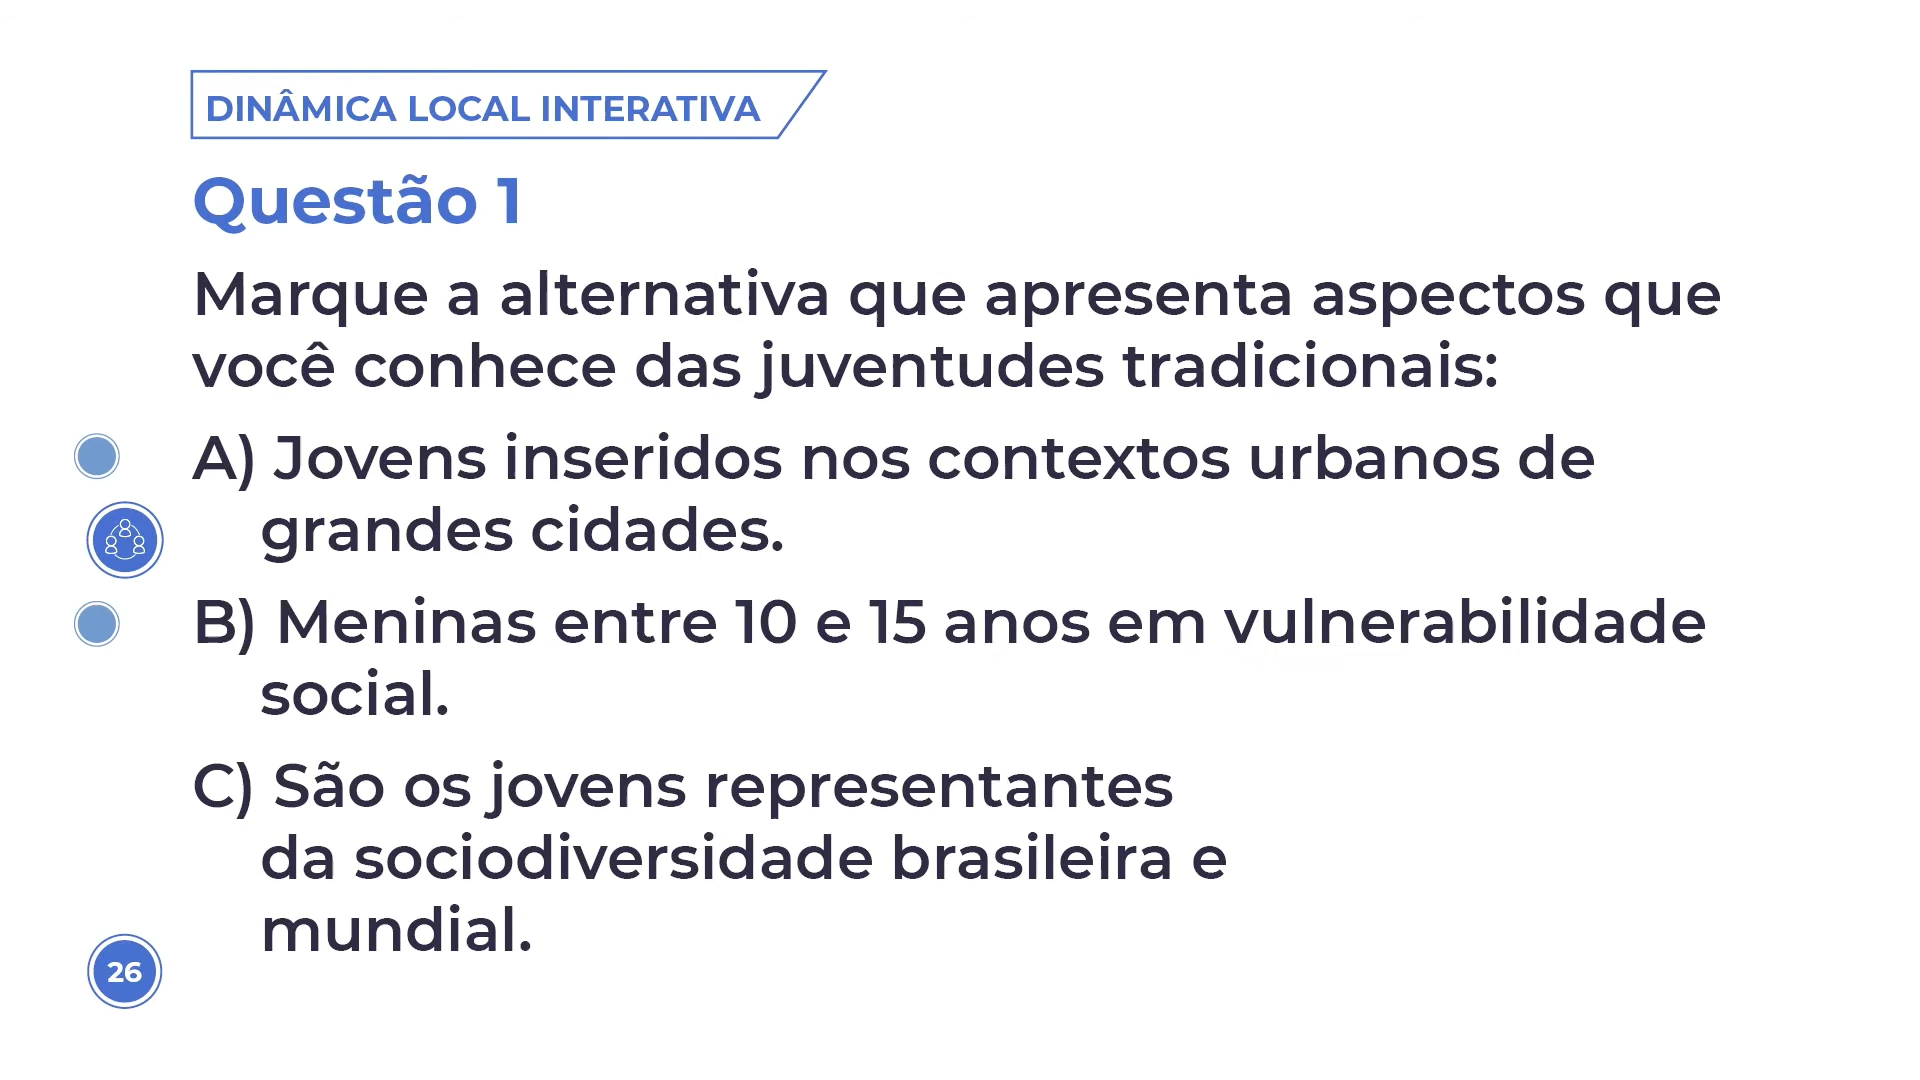 DINÂMICA LOCAL INTERATIVA
Questão 1
Marque a alternativa que apresenta aspectos que
você conhece das juventudes tradicionais:
A) Jovens inseridos nos contextos urbanos de
grandes cidades.
B) Meninas entre 10 e 15 anos em vulnerabilidade
social.
C) São os jovens representantes
da sociodiversidade brasileira e
mundial.
26